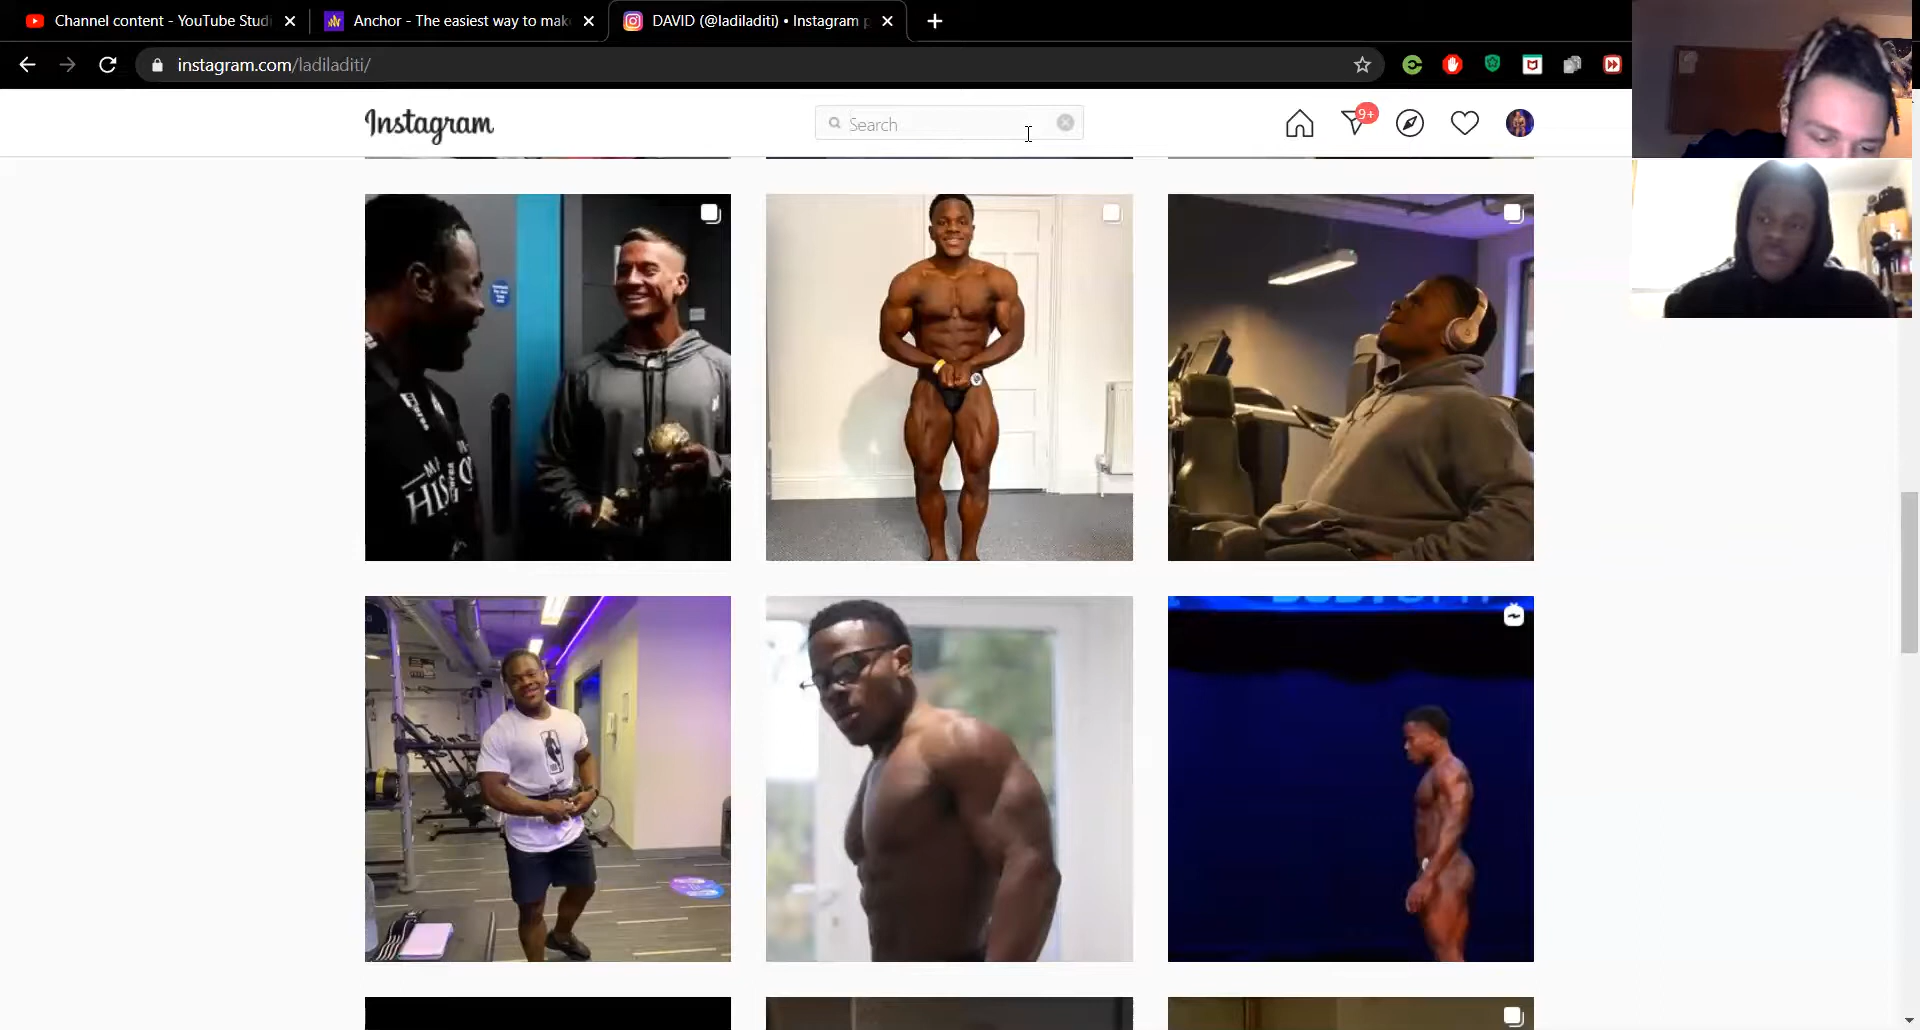 Channel content - YouTube Studi
Anchor - The easiest way to mak
DAVID (@ladiladiti) • Instagram p
instagram.com/ladiladiti/
Instagram
Search
9+
HIS